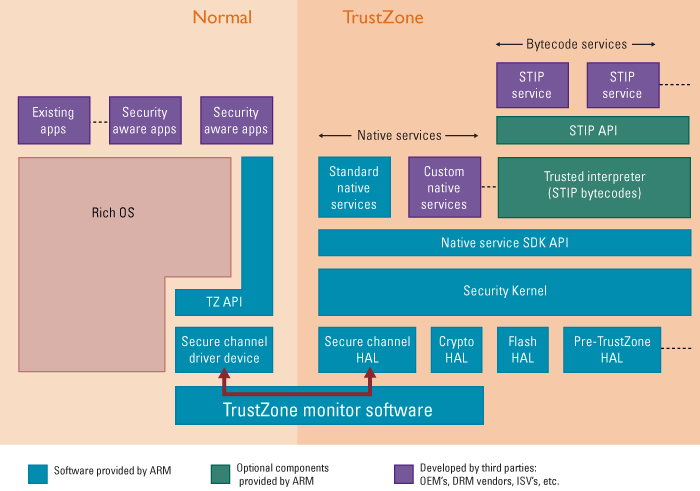 Normal
TrustZone
Bytecode services
STIP
service
STIP
service
Existing
apps
Security
aware apps
Security
aware apps
STIP API
Native services
Standard
native
services
Custom
native
services
Trusted interpreter
(STIP bytecodes)
Rich OS
Native service SDK API
TZ API
Security Kernel
Secure channel
driver device
Secure channel
HAL
Crypto
HAL
Flash
HAL
Pre-TrustZone
HAL
TrustZone monitor software
Software provided by ARM
Optional components
provided by ARM
Developed by third parties:
OEM's, DRM vendors, ISV's, etc.